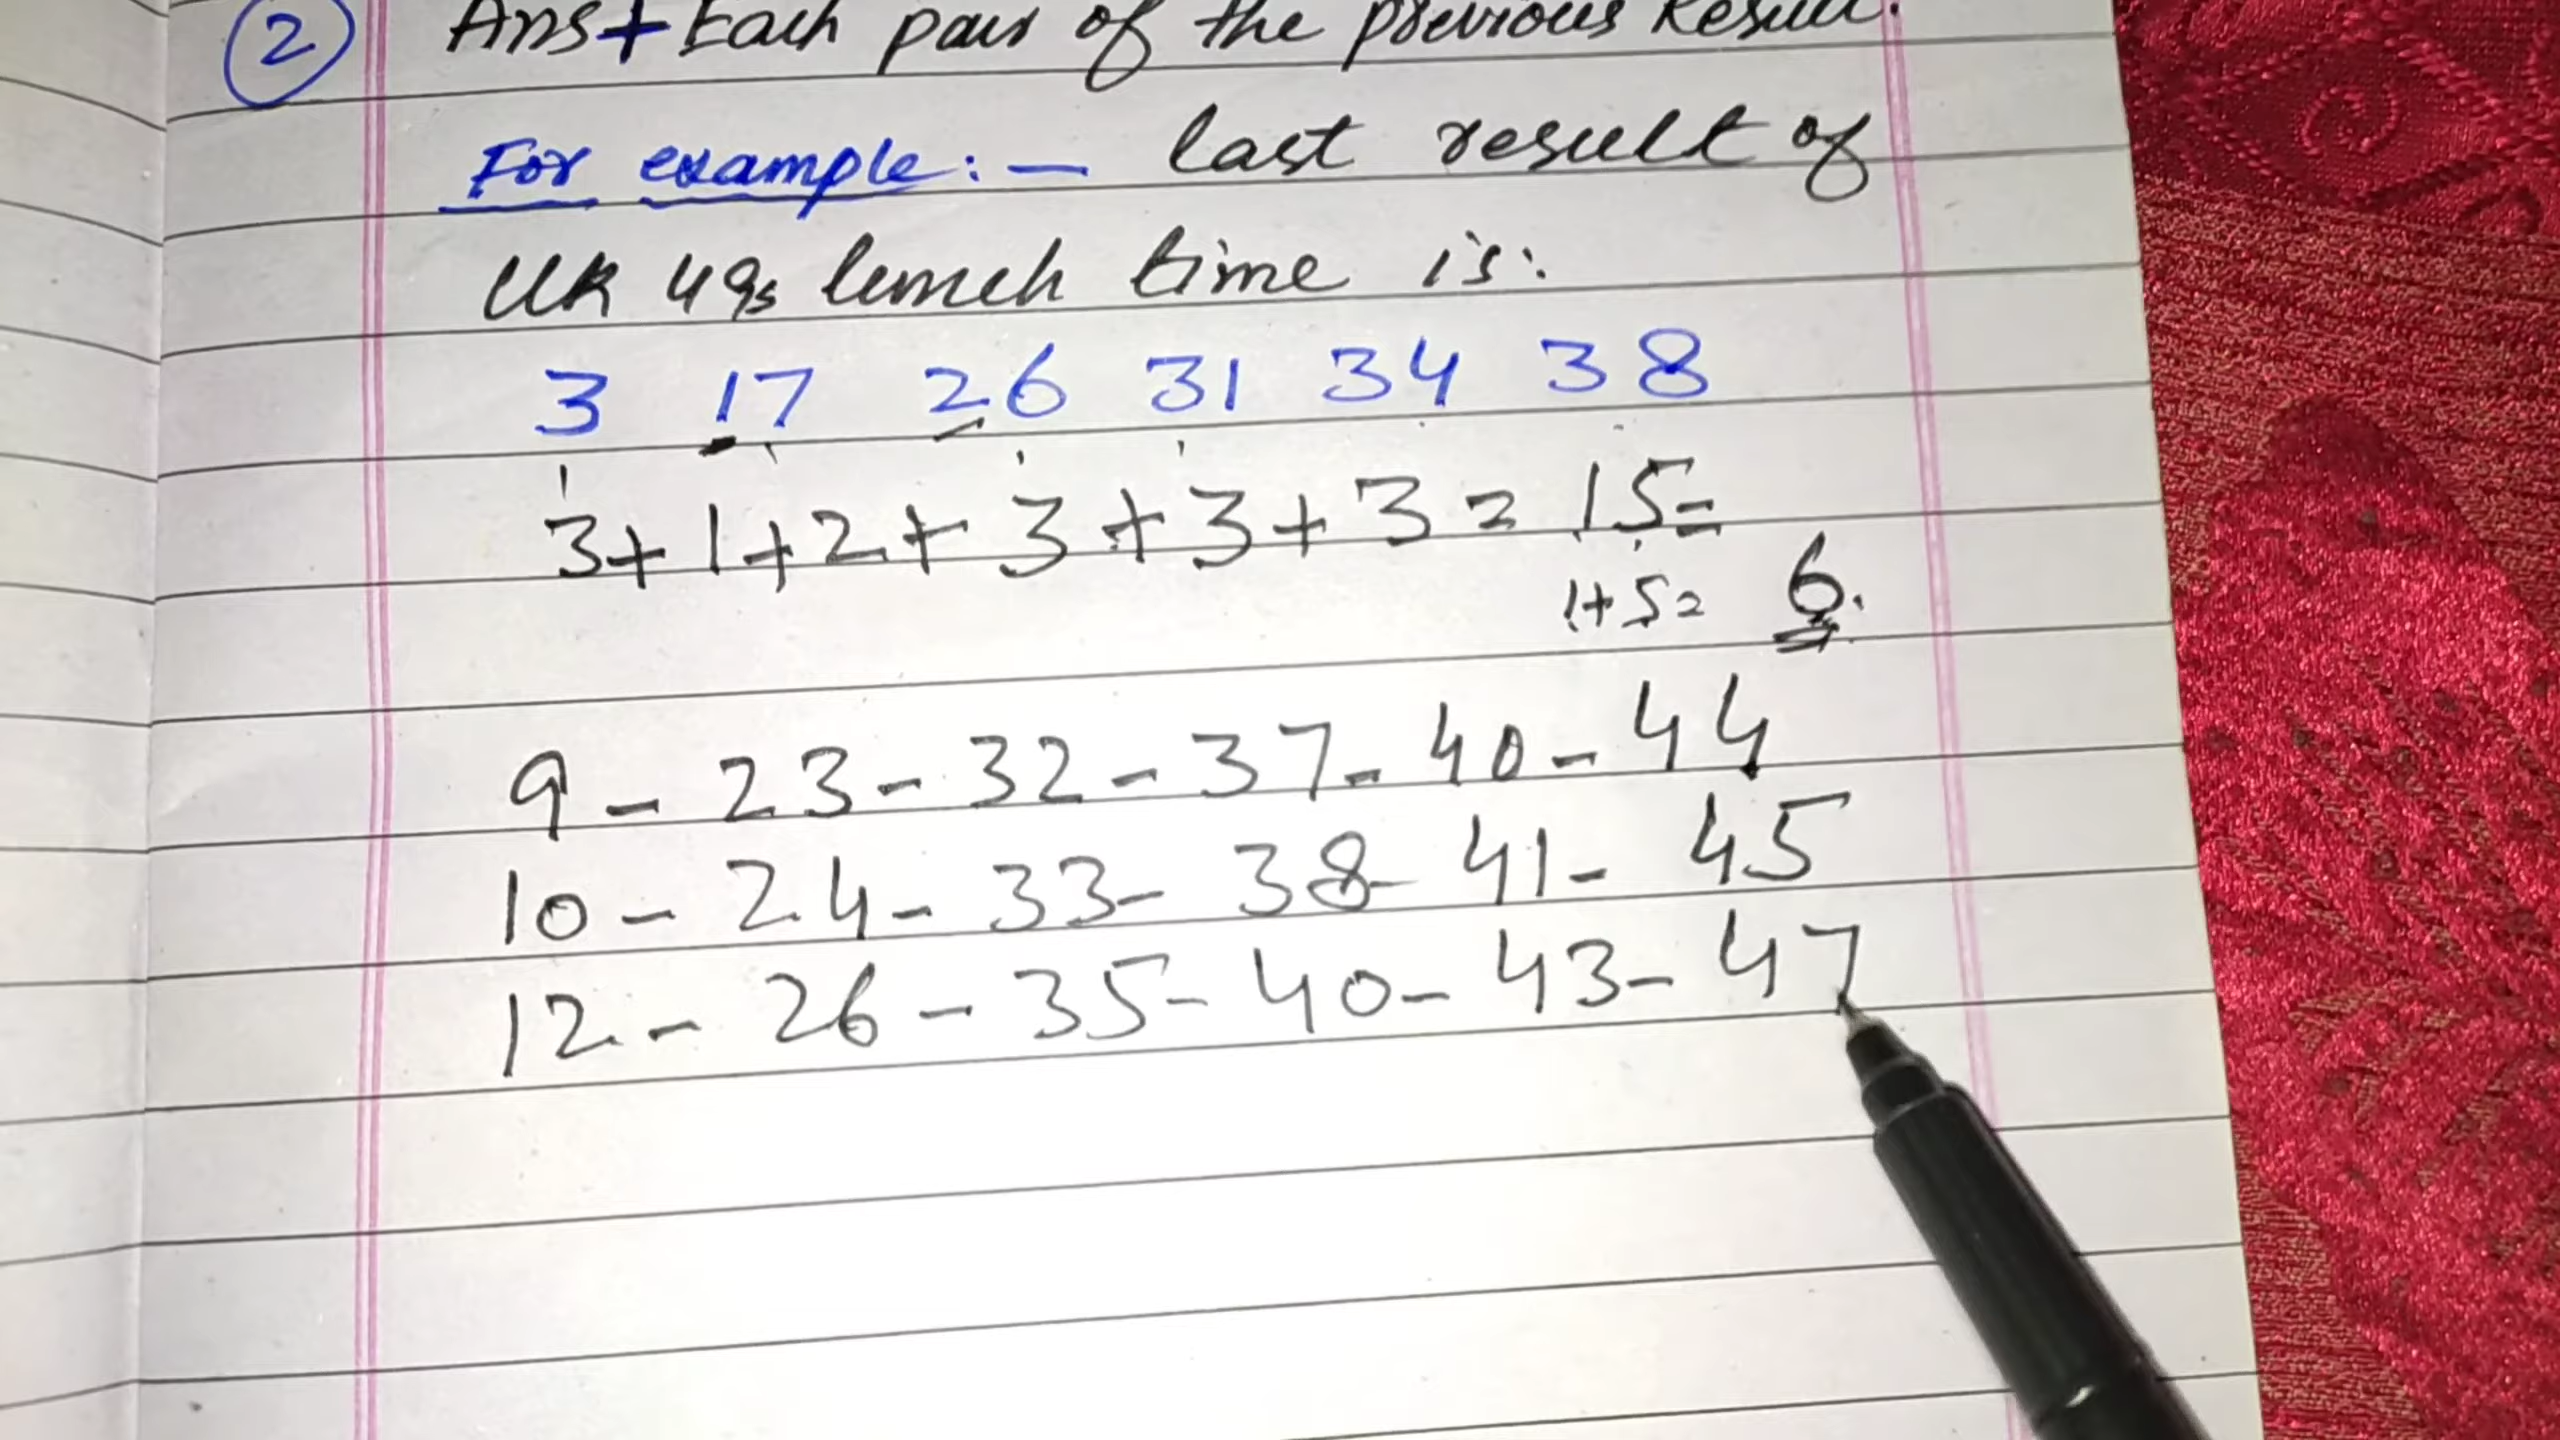 2 Ans + Each pair of the previous Result.
For example: — last result of
UK 49s lunch time is:
3 17 26 31 34 38
3+1+2+3+3+3=15=
1+5= 6.
9 - 23 - 32 - 37 - 40 - 44
10 - 24 - 33 - 38 - 41 - 45
12 - 26 - 35 - 40 - 43 - 47